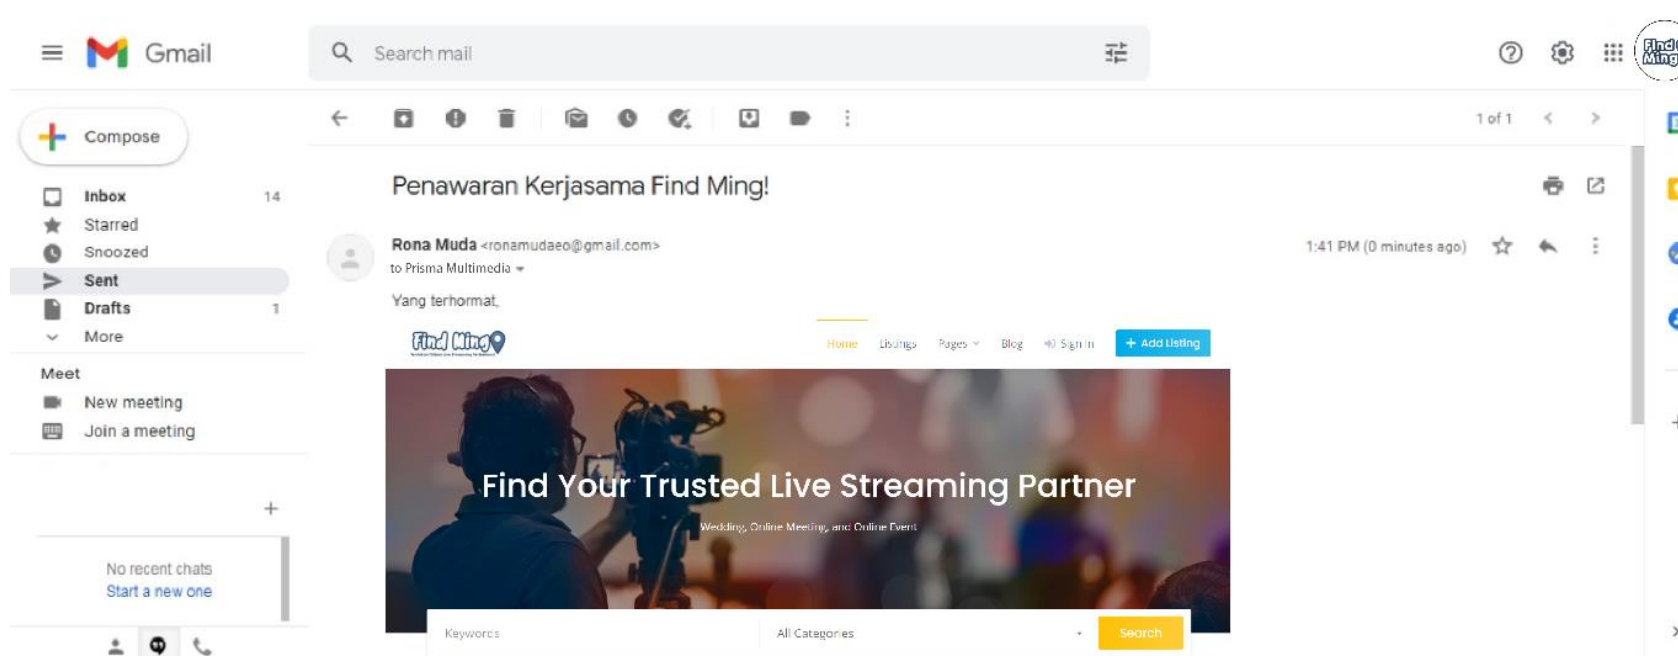 Gmail
Search mail
Find
Ming
Compose
1 of 1
Inbox 14
Starred
Snoozed
Sent
Drafts 1
More
Meet
New meeting
Join a meeting
No recent chats
Start a new one
Penawaran Kerjasama Find Ming!
Rona Muda <ronamudaeo@gmail.com>
1:41 PM (0 minutes ago)
to Prisma Multimedia
Yang terhormat,
Find Ming
Home Listings Pages Blog Sign In + Add Listing
Find Your Trusted Live Streaming Partner
Wedding, Online Meeting, and Online Event
Keywords All Categories Search